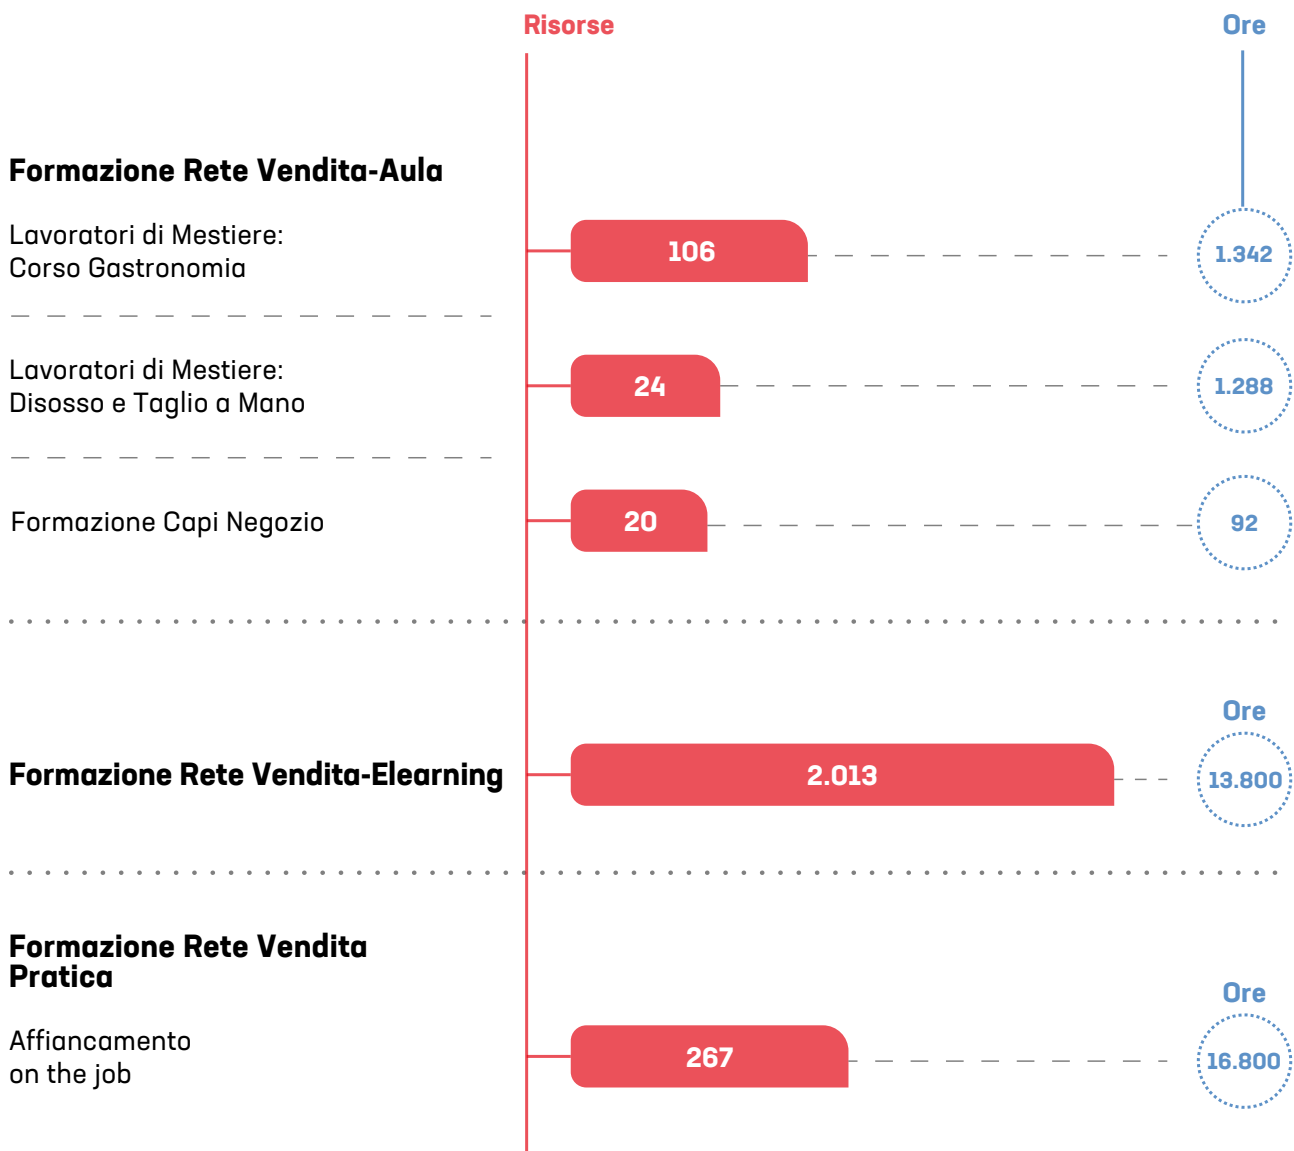 Risorse
Ore
Formazione Rete Vendita-Aula
Lavoratori di Mestiere:
Corso Gastronomia
106
1.342
Lavoratori di Mestiere:
Disosso e Taglio a Mano
24
1.288
Formazione Capi Negozio
20
92
Ore
Formazione Rete Vendita-Elearning
2.013
13.800
Formazione Rete Vendita
Pratica
Ore
Affiancamento
on the job
267
16.800